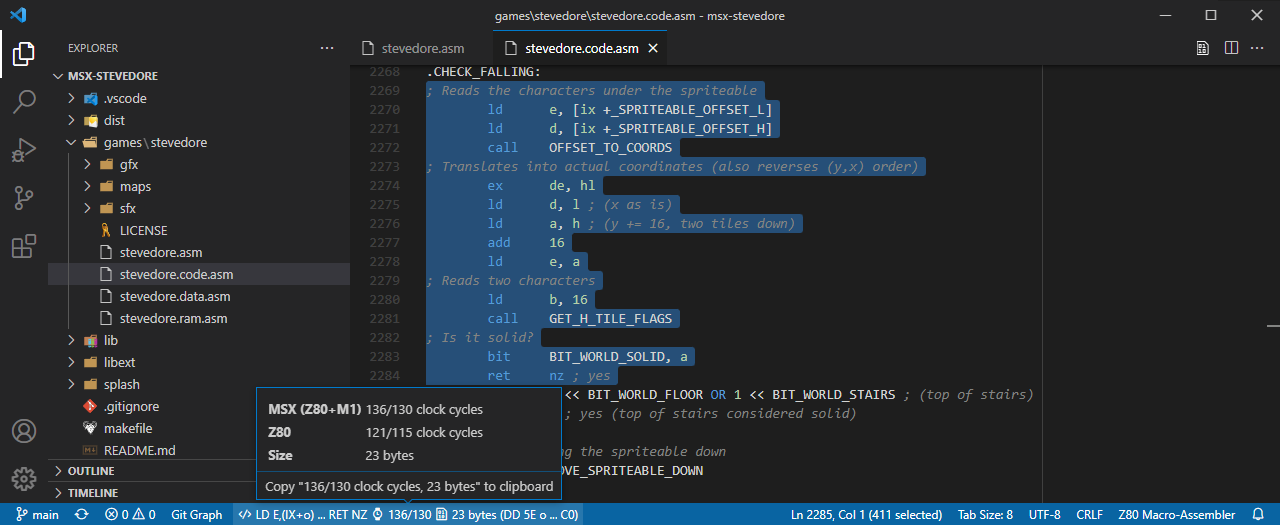 games\stevedore\stevedore.code.asm - msx-stevedore
EXPLORER
MSX-STEVEDORE
.vscode
dist
games\stevedore
gfx
maps
sfx
LICENSE
stevedore.asm
stevedore.code.asm
stevedore.data.asm
stevedore.ram.asm
lib
libext
splash
.gitignore
makefile
README.md
OUTLINE
TIMELINE
stevedore.asm
stevedore.code.asm
2268 .CHECK_FALLING:
2269 ; Reads the characters under the spriteable
2270 ld e, [ix +_SPRITEABLE_OFFSET_L]
2271 ld d, [ix +_SPRITEABLE_OFFSET_H]
2272 call OFFSET_TO_COORDS
2273 ; Translates into actual coordinates (also reverses (y,x) order)
2274 ex de, hl
2275 ld d, l ; (x as is)
2276 ld a, h ; (y += 16, two tiles down)
2277 add 16
2278 ld e, a
2279 ; Reads two characters
2280 ld b, 16
2281 call GET_H_TILE_FLAGS
2282 ; Is it solid?
2283 bit BIT_WORLD_SOLID, a
2284 ret nz ; yes
<< BIT_WORLD_FLOOR OR 1 << BIT_WORLD_STAIRS ; (top of stairs)
; yes (top of stairs considered solid)
the spriteable down
OVE_SPRITEABLE_DOWN
MSX (Z80+M1) 136/130 clock cycles
Z80 121/115 clock cycles
Size 23 bytes
Copy "136/130 clock cycles, 23 bytes" to clipboard
main
0
0
Git Graph
LD E,(IX+o) ... RET NZ
136/130
23 bytes (DD 5E o ... C0)
Ln 2285, Col 1 (411 selected)
Tab Size: 8
UTF-8
CRLF
Z80 Macro-Assembler